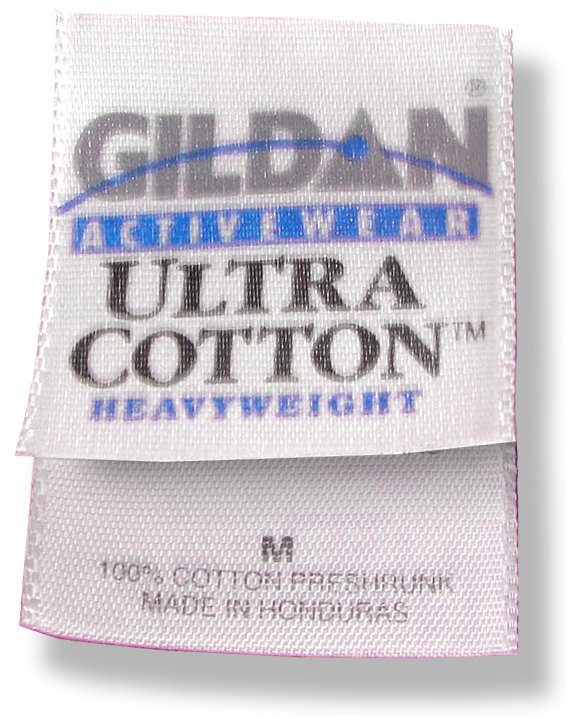 GILDAN®
ACTIVEWEAR
ULTRA
COTTON™
HEAVYWEIGHT
M
100% COTTON PRESHRUNK
MADE IN HONDURAS